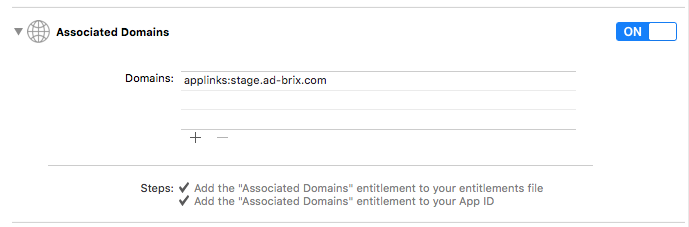 Associated Domains
ON
Domains: applinks:stage.ad-brix.com
Steps: ✓ Add the "Associated Domains" entitlement to your entitlements file
✓ Add the "Associated Domains" entitlement to your App ID